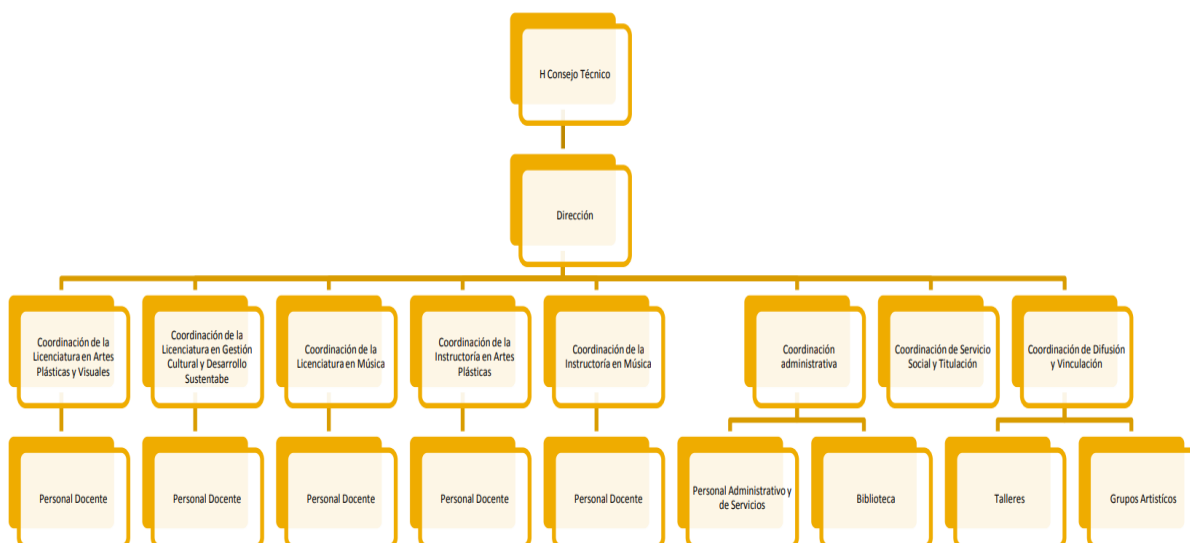 H Consejo Técnico
Dirección
Coordinación de la
Licenciatura en Artes
Plásticas y Visuales
Coordinación de la
Licenciatura en Gestión
Cultural y Desarrollo
Sustentabe
Coordinación de la
Licenciatura en Música
Coordinación de la
Instructoría en Artes
Plásticas
Coordinación de la
Instructoría en Música
Coordinación
administrativa
Coordinación de Servicio
Social y Titulación
Coordinación de Difusión
y Vinculación
Personal Docente
Personal Docente
Personal Docente
Personal Docente
Personal Docente
Personal Administrativo y
de Servicios
Biblioteca
Talleres
Grupos Artistícos